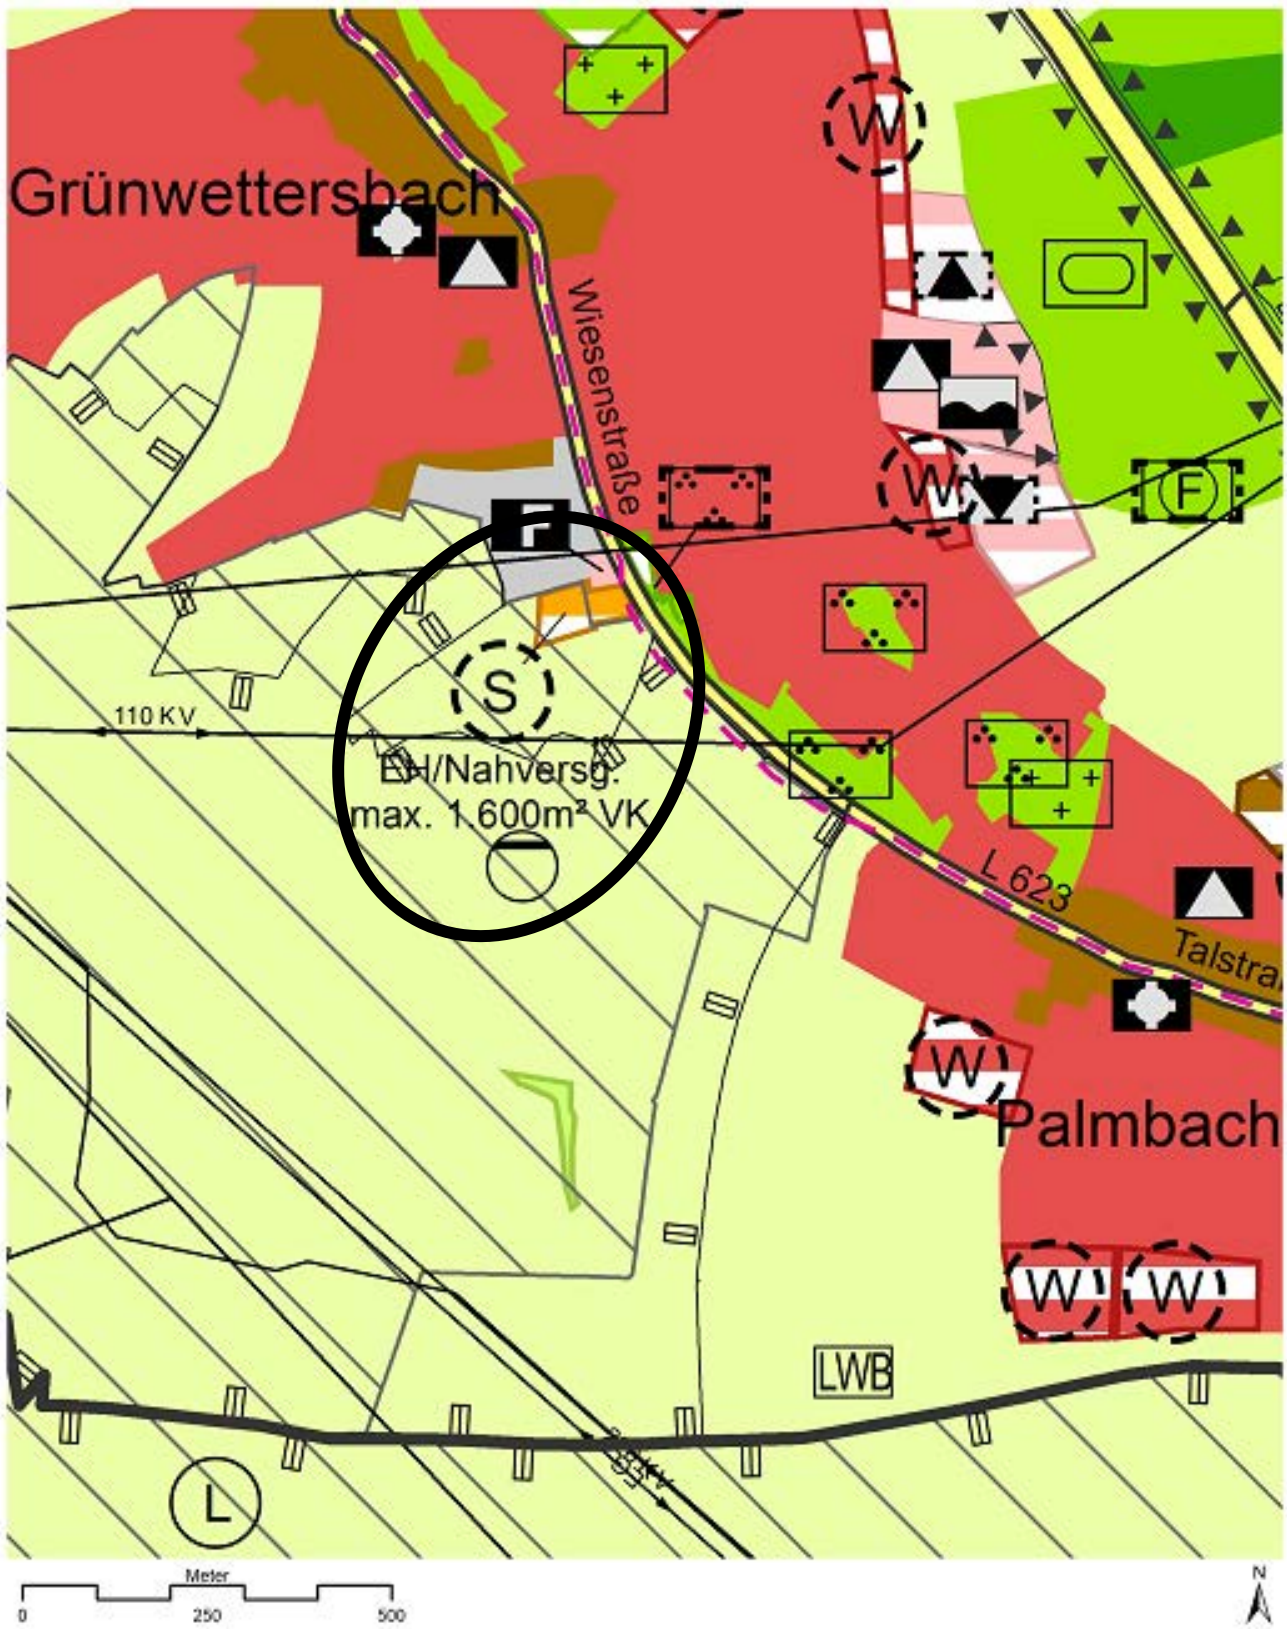 W
Grünwettersbach
Wiesenstraße
W
F
F
S
110 KV
EH/Nahversg.
max. 1.600m² VK
L 623
Talstra
W
Palmbach
W
W
LWB
L
Meter
0
250
500
N